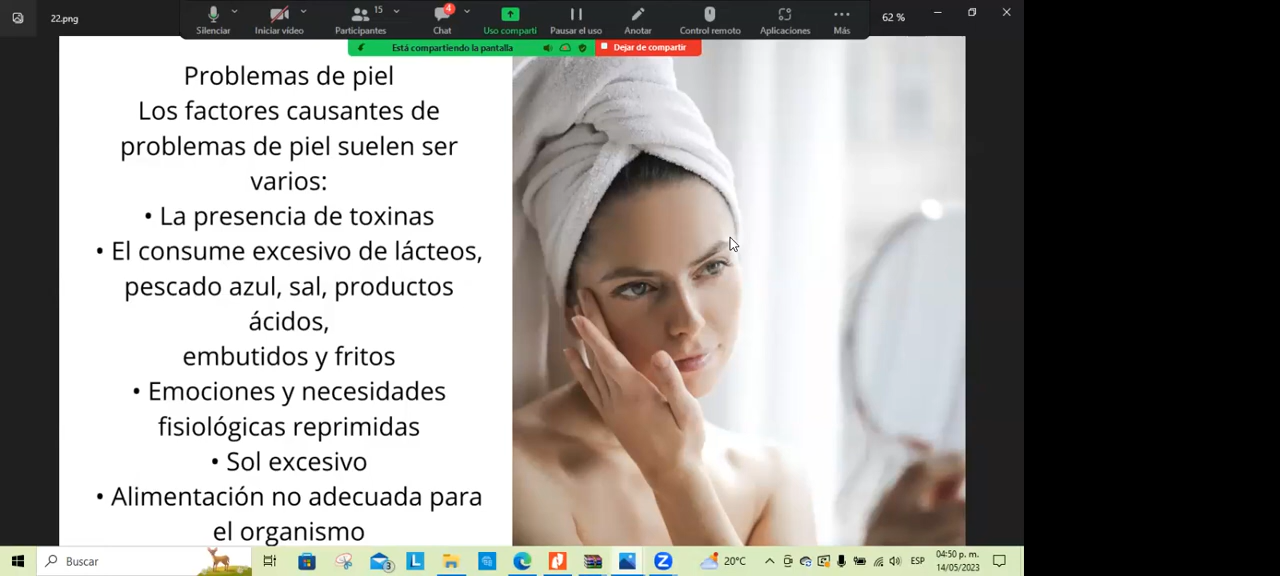 22.png
15
4
62 %
Silenciar
Iniciar vídeo
Participantes
Chat
Uso comparti
Pausar el uso
Anotar
Control remoto
Aplicaciones
Más
Está compartiendo la pantalla
Dejar de compartir
Problemas de piel
Los factores causantes de
problemas de piel suelen ser
varios:
• La presencia de toxinas
• El consume excesivo de lácteos,
pescado azul, sal, productos
ácidos,
embutidos y fritos
• Emociones y necesidades
fisiológicas reprimidas
• Sol excesivo
• Alimentación no adecuada para
el organismo
Buscar
3
20°C
ESP
04:50 p. m.
14/05/2023